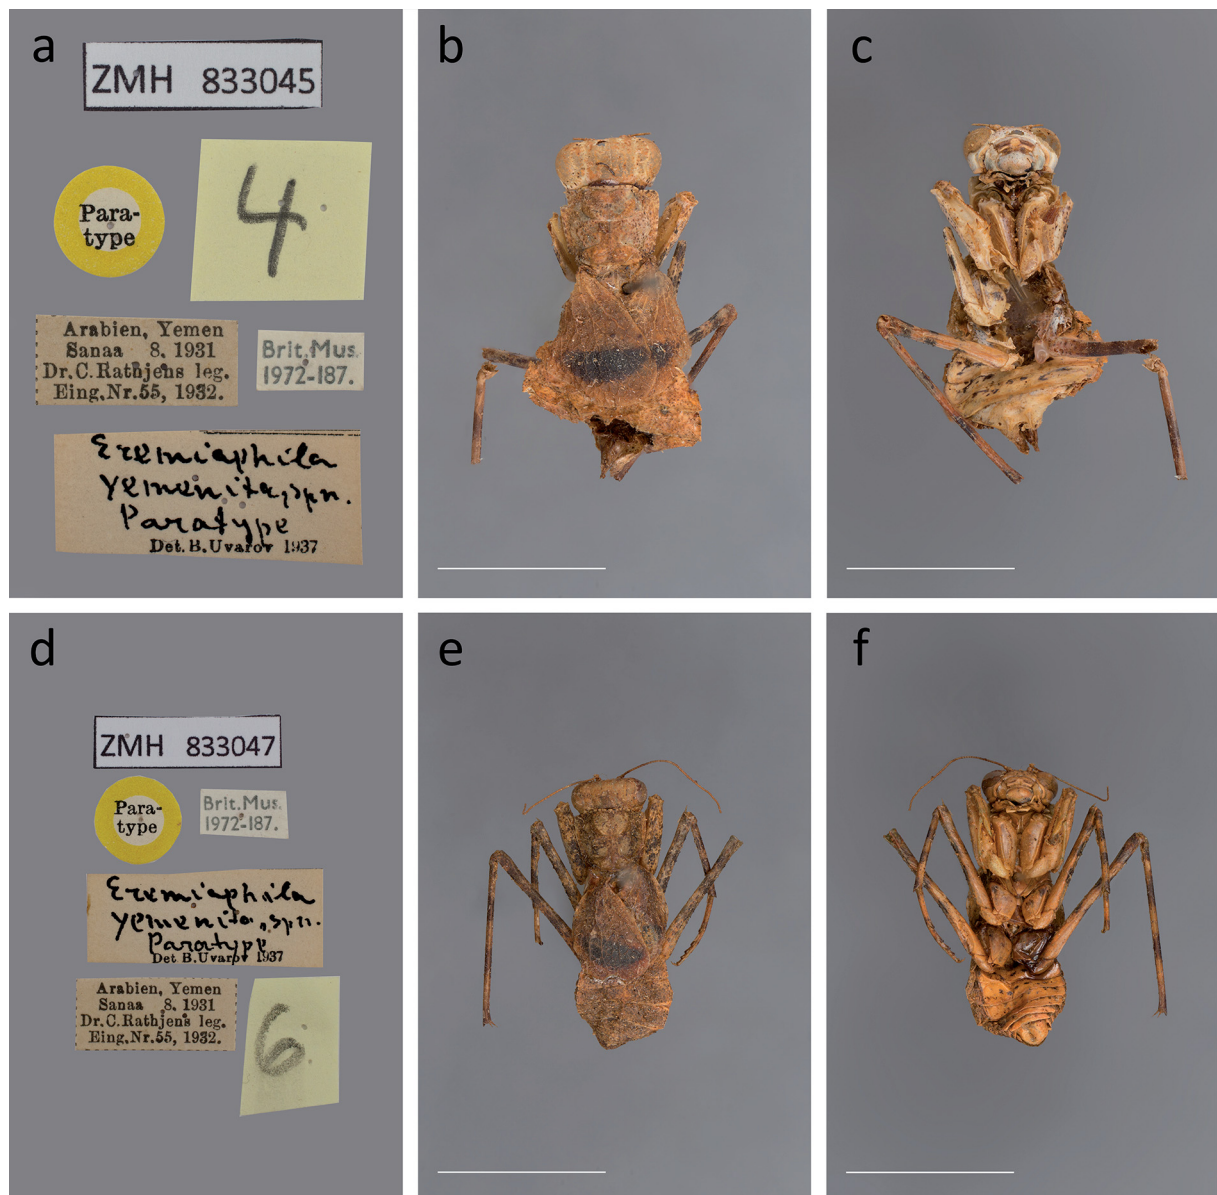 a
ZMH 833045
Para-
type
4
Arabien, Yemen
Sanaa 8. 1931
Dr. C. Rathjens leg.
Eing. Nr. 55, 1932.
Brit. Mus.
1972-187.
Eremiaphila
yemenita, sp. n.
Paratype
Det. B. Uvarov 1937
b
c
d
ZMH 833047
Para-
type
Brit. Mus.
1972-187.
Eremiaphila
yemenita, sp. n.
Paratype
Det B. Uvarov 1937
Arabien, Yemen
Sanaa 8. 1931
Dr. C. Rathjens leg.
Eing. Nr. 55, 1932.
6
e
f